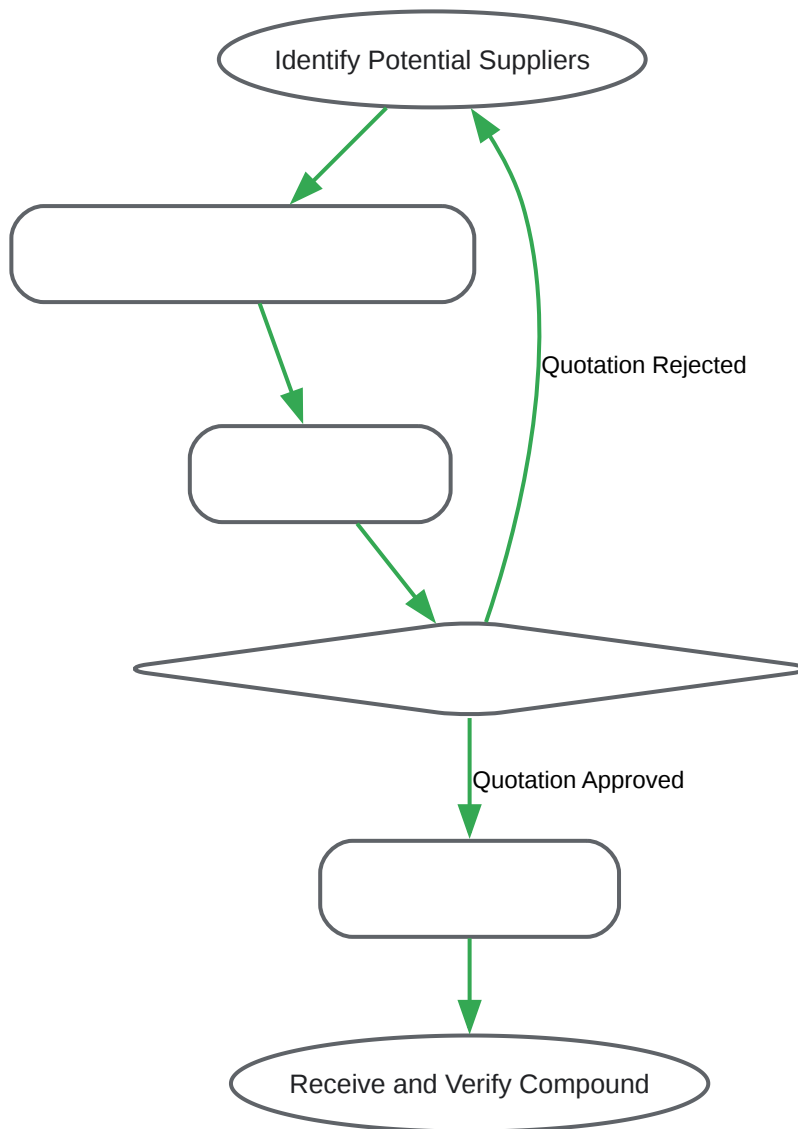 Identify Potential Suppliers
Quotation Rejected
Quotation Approved
Receive and Verify Compound